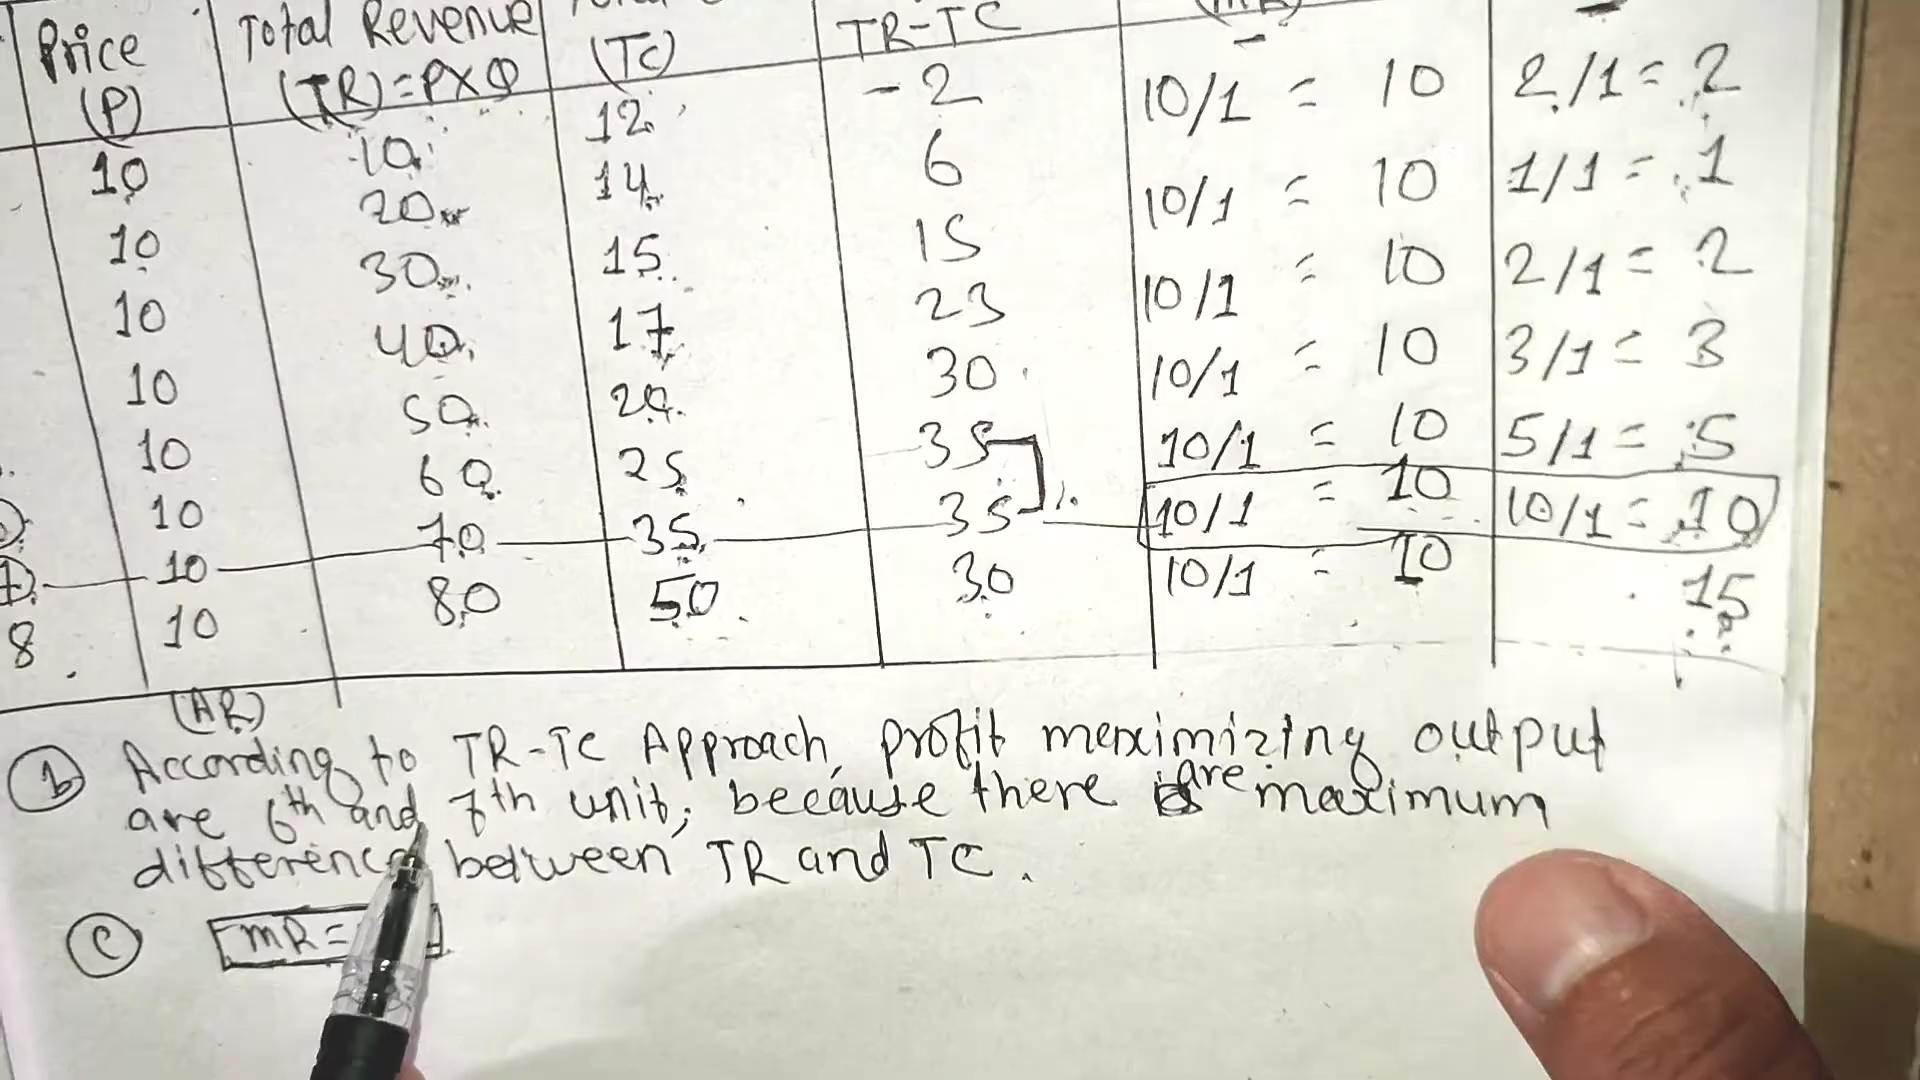 Price Total Revenue
(P) (TR)=PXQ (TC) TR-TC (MR) -
10 10 12 -2 10/1 = 10 2/1= 2
10 20 14 6 10/1 = 10 1/1= 1
10 30 15 15 10/1 = 10 2/1= 2
10 40 17 23 10/1 = 10 3/1= 3
10 50 20 30 10/1 = 10 5/1= 5
10 60 25 35 10/1 = 10 10/1= 10
10 70 35 35 10/1 = 10 15
8 10 80 50 30
(AR)
b According to TR-TC Approach, profit meximizing output
are 6th and 7th unit, because there are maximum
difference between TR and TC.
c MR=